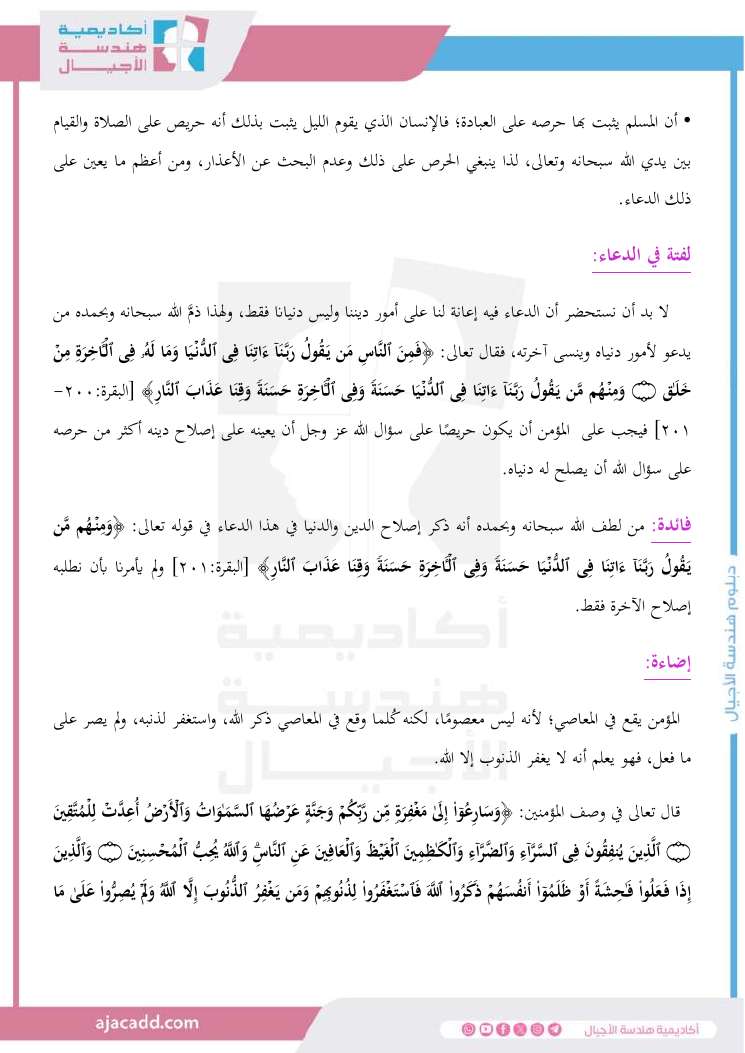 أكاديمية
هندسة
الأجيال
• أن المسلم يثبت بها حرصه على العبادة؛ فالإنسان الذي يقوم الليل يثبت بذلك أنه حريص على الصلاة والقيام
بين يدي الله سبحانه وتعالى، لذا ينبغي الحرص على ذلك وعدم البحث عن الأعذار، ومن أعظم ما يعين على
ذلك الدعاء.
لفتة في الدعاء:
لا بد أن نستحضر أن الدعاء فيه إعانة لنا على أمور ديننا وليس دنيانا فقط، ولهذا ذمَّ الله سبحانه وبحمده من
يدعو لأمور دنياه وينسى آخرته، فقال تعالى: ﴿فَمِنَ ٱلنَّاسِ مَن يَقُولُ رَبَّنَآ ءَاتِنَا فِى ٱلدُّنْيَا وَمَا لَهُۥ فِى ٱلْـَٔاخِرَةِ مِنْ
خَلَـٰقٍ ۝ وَمِنْهُم مَّن يَقُولُ رَبَّنَآ ءَاتِنَا فِى ٱلدُّنْيَا حَسَنَةً وَفِى ٱلْـَٔاخِرَةِ حَسَنَةً وَقِنَا عَذَابَ ٱلنَّارِ﴾ [البقرة:٢٠٠-
٢٠١] فيجب على المؤمن أن يكون حريصًا على سؤال الله عز وجل أن يعينه على إصلاح دينه أكثر من حرصه
على سؤال الله أن يصلح له دنياه.
فائدة: من لطف الله سبحانه وبحمده أنه ذكر إصلاح الدين والدنيا في هذا الدعاء في قوله تعالى: ﴿وَمِنْهُم مَّن
يَقُولُ رَبَّنَآ ءَاتِنَا فِى ٱلدُّنْيَا حَسَنَةً وَفِى ٱلْـَٔاخِرَةِ حَسَنَةً وَقِنَا عَذَابَ ٱلنَّارِ﴾ [البقرة:٢٠١] ولم يأمرنا بأن نطلبه
إصلاح الآخرة فقط.
إضاءة:
المؤمن يقع في المعاصي؛ لأنه ليس معصومًا، لكنه كُلما وقع في المعاصي ذكر الله، واستغفر لذنبه، ولم يصر على
ما فعل، فهو يعلم أنه لا يغفر الذنوب إلا الله.
قال تعالى في وصف المؤمنين: ﴿وَسَارِعُوٓا۟ إِلَىٰ مَغْفِرَةٍ مِّن رَّبِّكُمْ وَجَنَّةٍ عَرْضُهَا ٱلسَّمَـٰوَٰتُ وَٱلْأَرْضُ أُعِدَّتْ لِلْمُتَّقِينَ
۝ ٱلَّذِينَ يُنفِقُونَ فِى ٱلسَّرَّآءِ وَٱلضَّرَّآءِ وَٱلْكَـٰظِمِينَ ٱلْغَيْظَ وَٱلْعَافِينَ عَنِ ٱلنَّاسِ ۗ وَٱللَّهُ يُحِبُّ ٱلْمُحْسِنِينَ ۝ وَٱلَّذِينَ
إِذَا فَعَلُوا۟ فَـٰحِشَةً أَوْ ظَلَمُوٓا۟ أَنفُسَهُمْ ذَكَرُوا۟ ٱللَّهَ فَٱسْتَغْفَرُوا۟ لِذُنُوبِهِمْ وَمَن يَغْفِرُ ٱلذُّنُوبَ إِلَّا ٱللَّهُ وَلَمْ يُصِرُّوا۟ عَلَىٰ مَا
أكاديمية
هندسة
الأجيال
دبلوم هندسة الأجيال
ajacadd.com
أكاديمية هندسة الأجيال